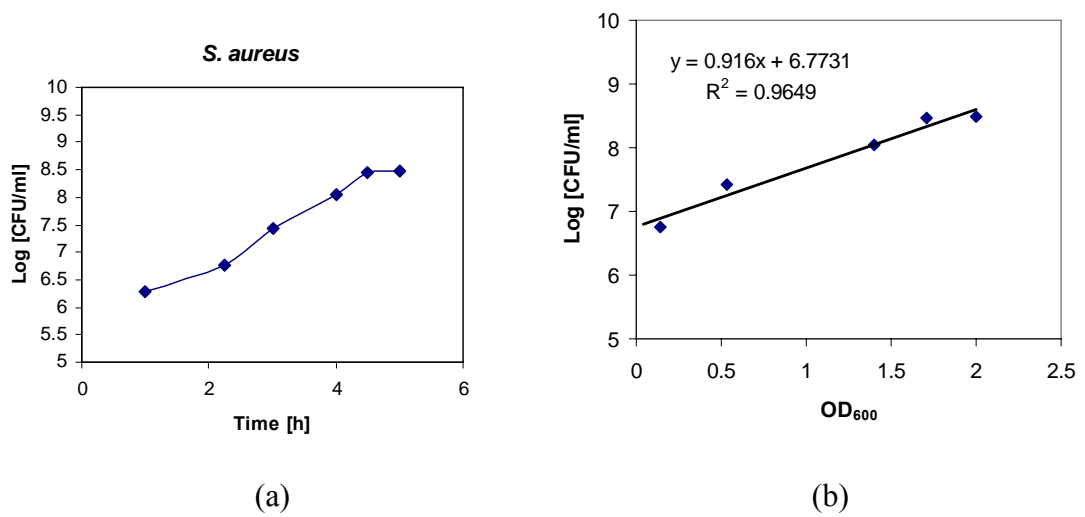 S. aureus
Log [CFU/ml]
10
9.5
9
8.5
8
7.5
7
6.5
6
5.5
5
0 2 4 6
Time [h]
(a)
y = 0.916x + 6.7731
R² = 0.9649
Log [CFU/ml]
10
9
8
7
6
5
0 0.5 1 1.5 2 2.5
OD₆₀₀
(b)